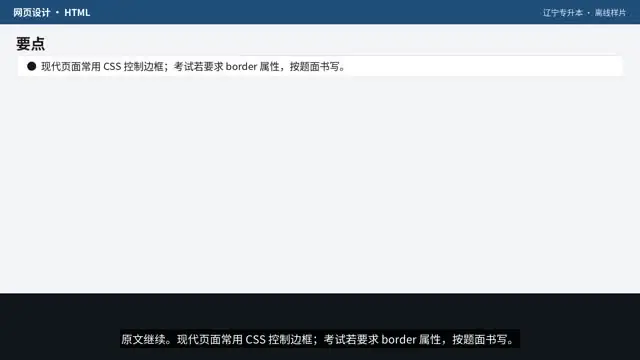 网页设计 · HTML
辽宁专升本 · 离线样片
要点
● 现代页面常用 CSS 控制边框；考试若要求 border 属性，按题面书写。
原文继续。现代页面常用 CSS 控制边框；考试若要求 border 属性，按题面书写。